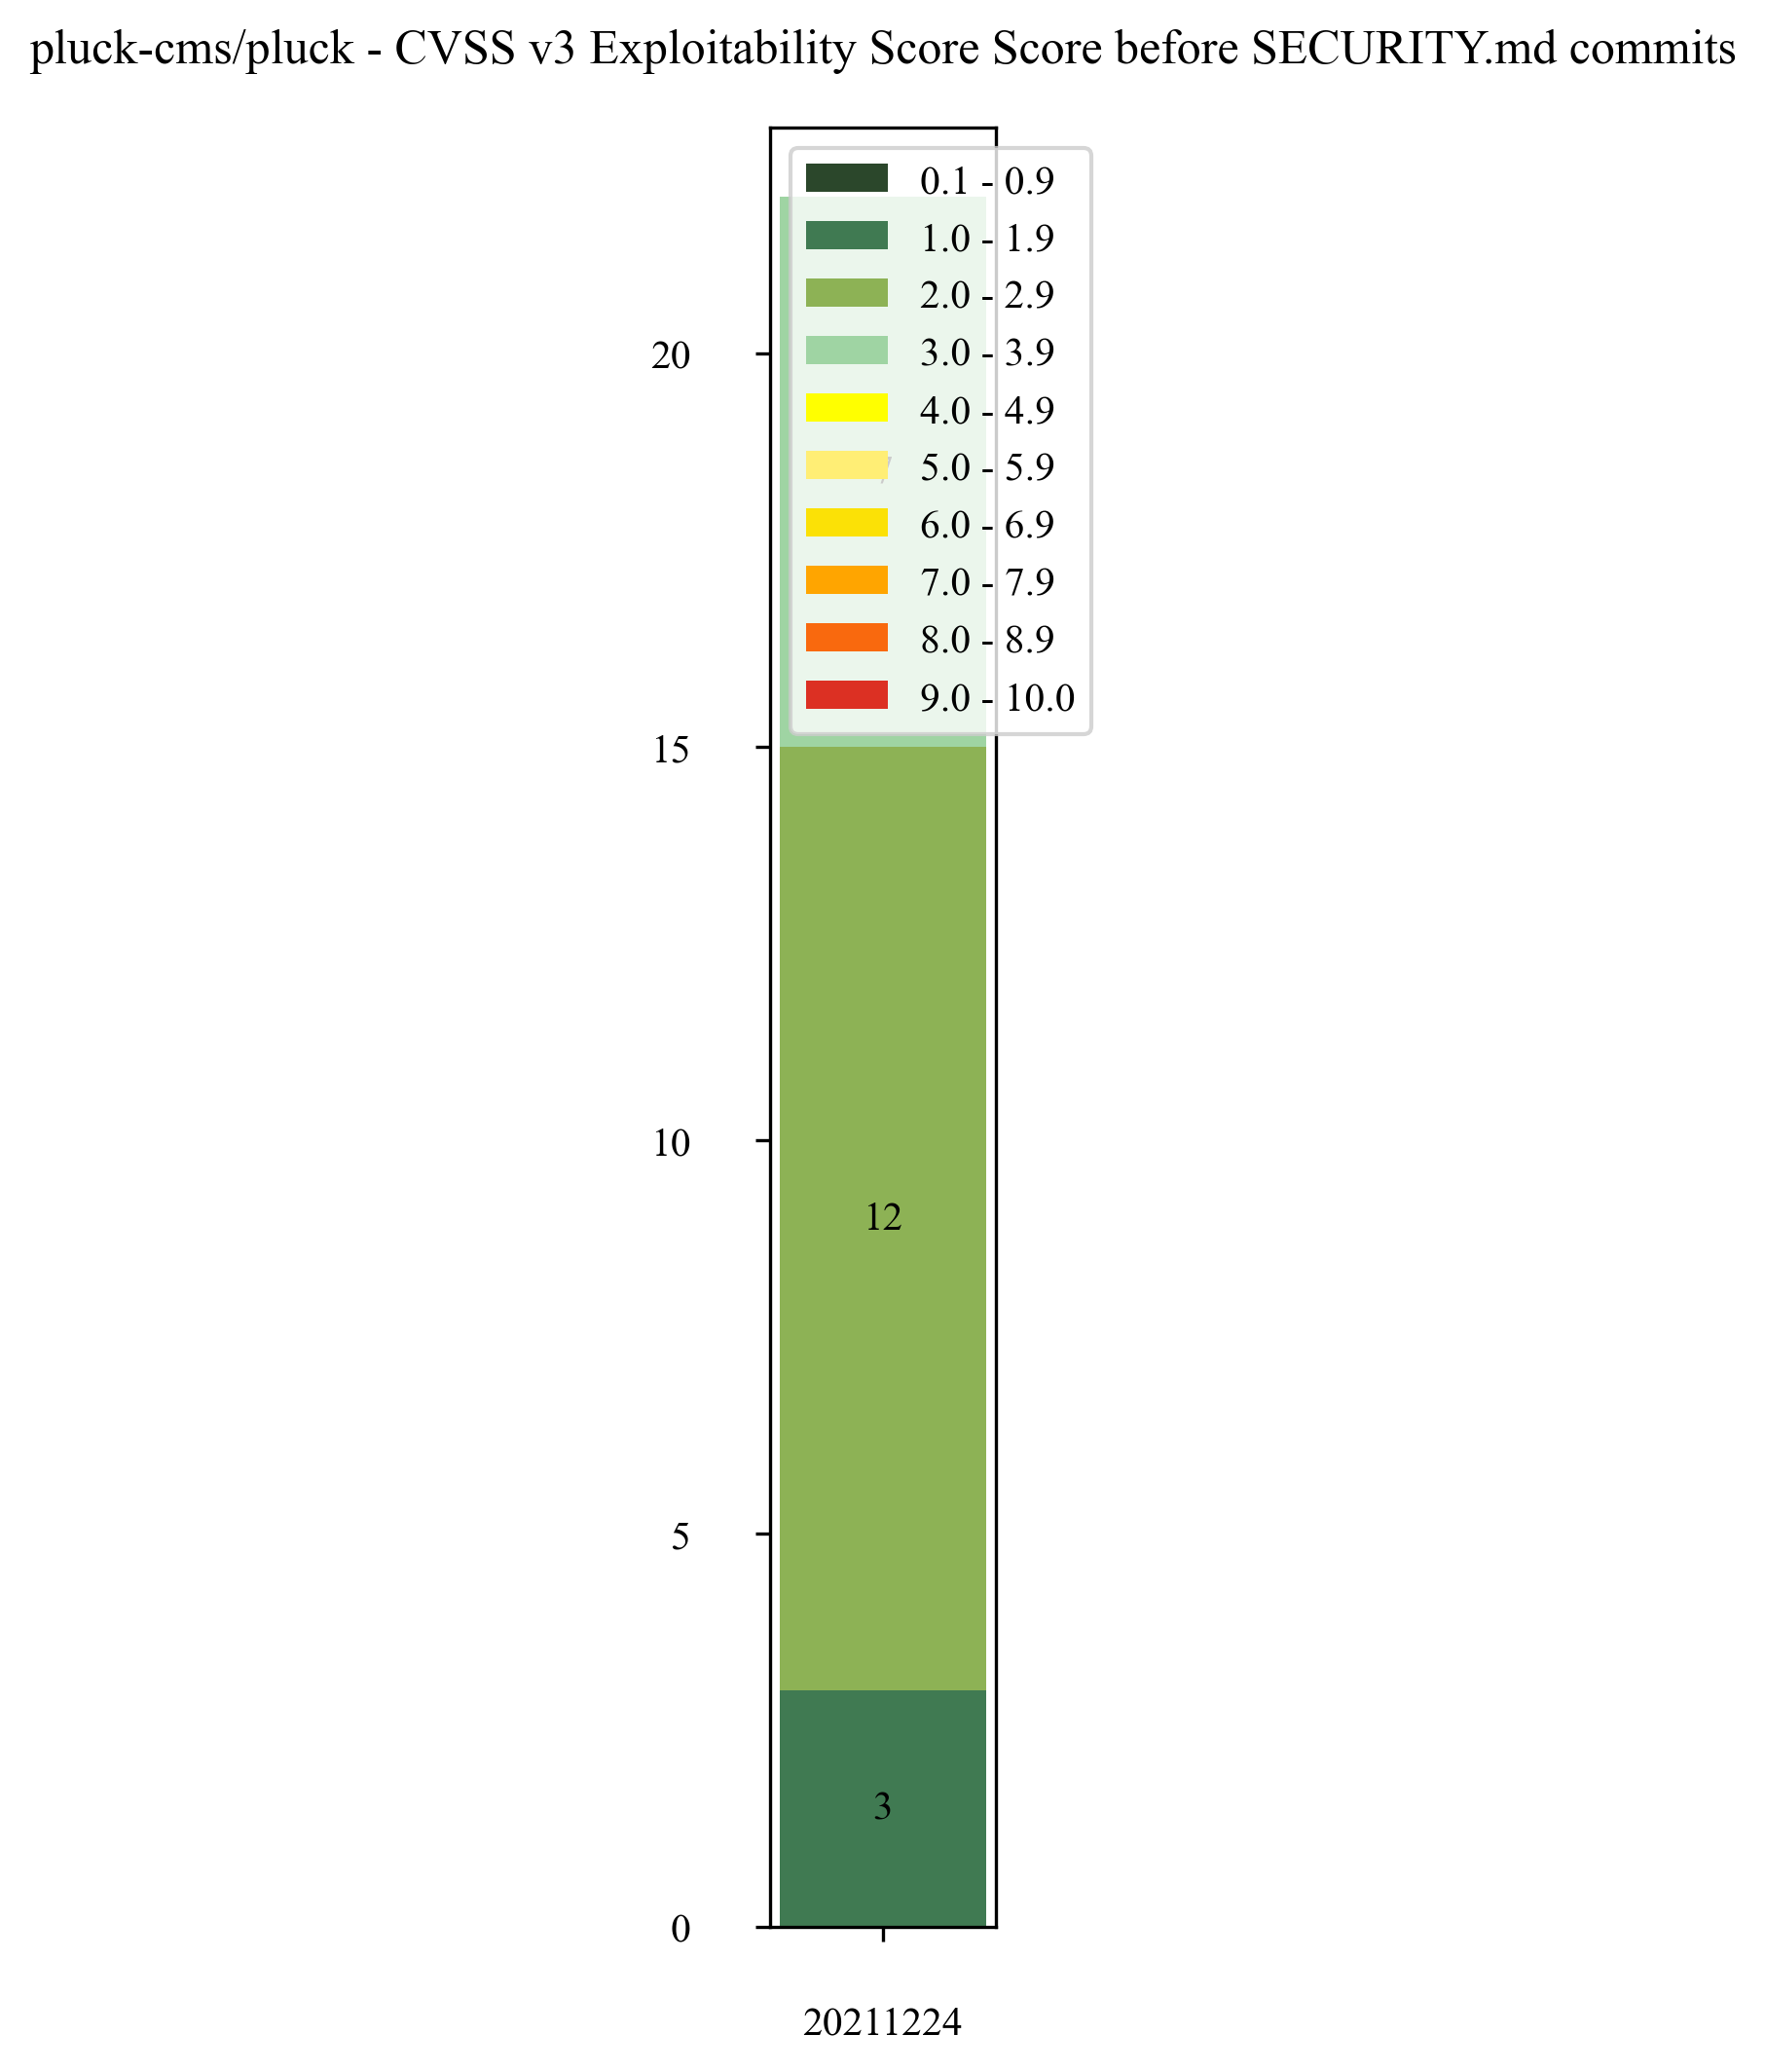 pluck-cms/pluck - CVSS v3 Exploitability Score Score before SECURITY.md commits
0.1 - 0.9
1.0 - 1.9
2.0 - 2.9
3.0 - 3.9
4.0 - 4.9
5.0 - 5.9
6.0 - 6.9
7.0 - 7.9
8.0 - 8.9
9.0 - 10.0
20
7
15
10
12
5
3
0
20211224